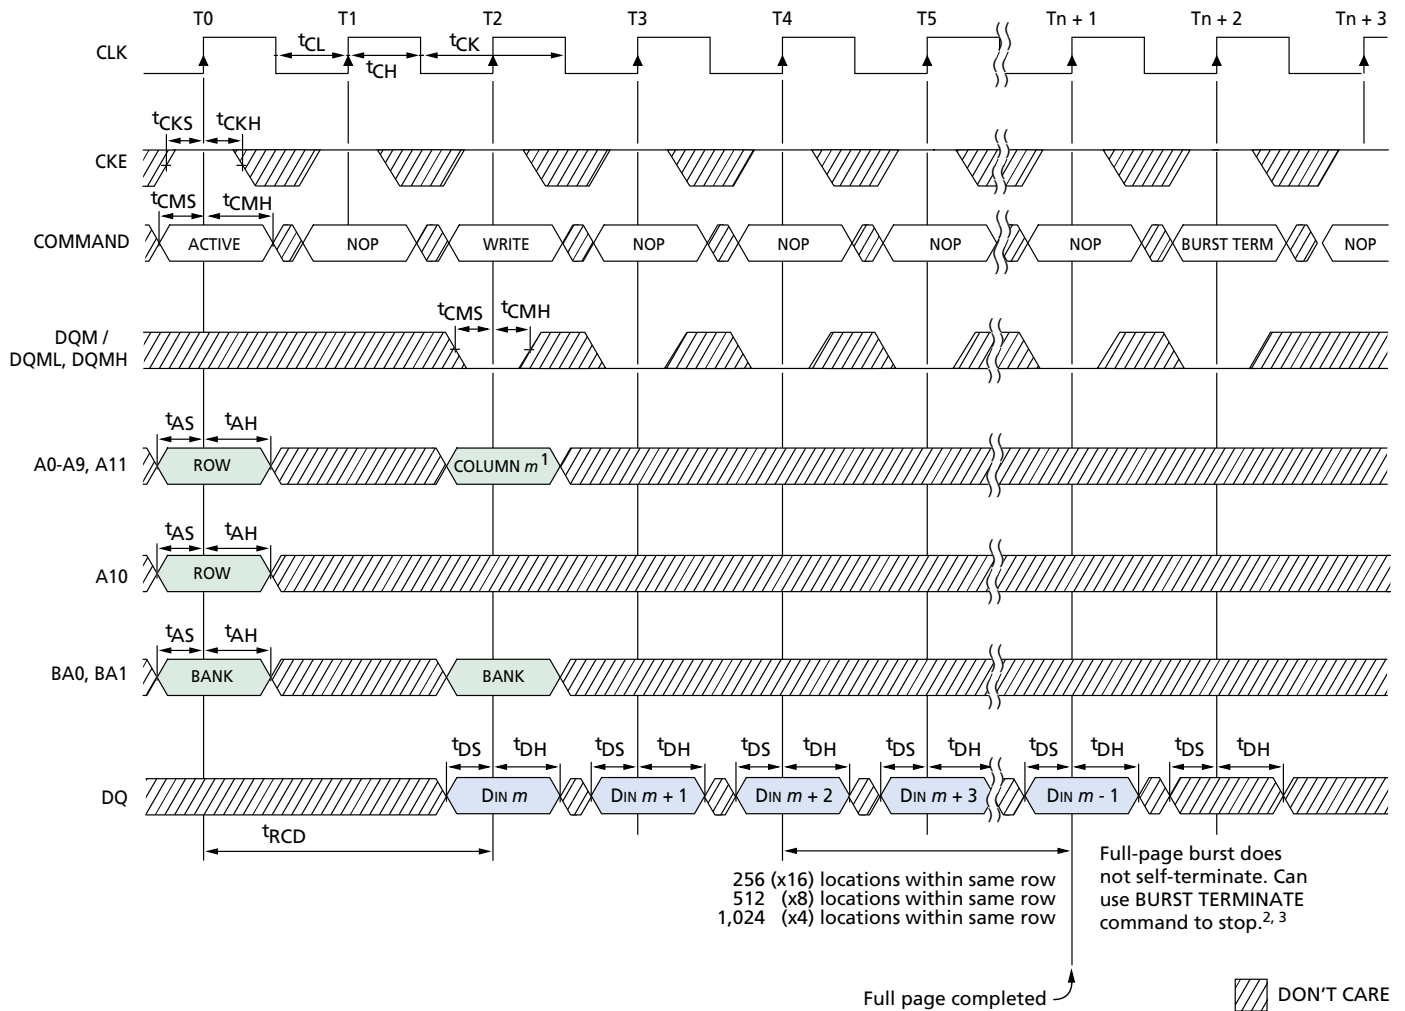 T0 T1 T2 T3 T4 T5 Tn + 1 Tn + 2 Tn + 3
CLK
tCL
tCH
tCK
tCKS tCKH
CKE
tCMS tCMH
COMMAND ACTIVE NOP WRITE NOP NOP NOP NOP BURST TERM NOP
tCMS tCMH
DQM /
DQML, DQMH
tAS tAH
A0-A9, A11 ROW COLUMN m1
tAS tAH
A10 ROW
tAS tAH
BA0, BA1 BANK BANK
tDS tDH tDS tDH tDS tDH tDS tDH tDS tDH tDS tDH
DQ DIN m DIN m + 1 DIN m + 2 DIN m + 3 DIN m - 1
tRCD
256 (x16) locations within same row
512 (x8) locations within same row
1,024 (x4) locations within same row
Full-page burst does
not self-terminate. Can
use BURST TERMINATE
command to stop.2, 3
Full page completed
DON'T CARE